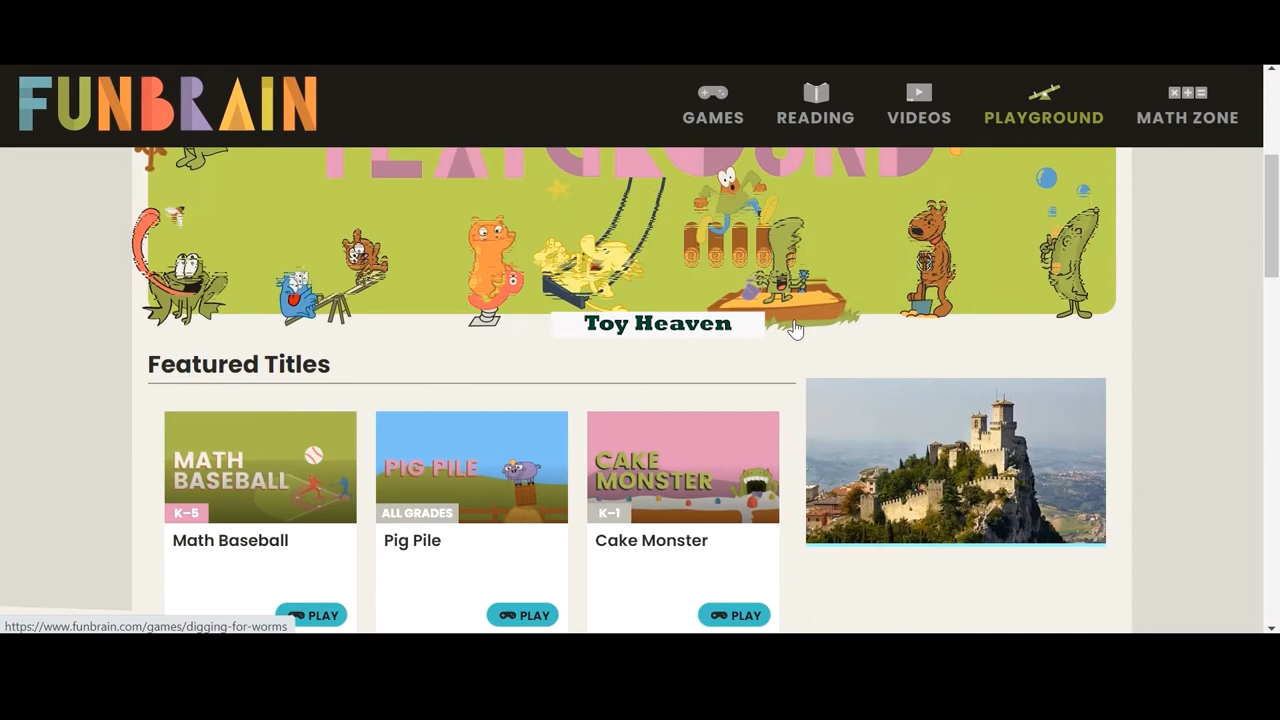 FUNBRAIN
GAMES READING VIDEOS PLAYGROUND MATH ZONE
PLAYGROUND
Toy Heaven
Featured Titles
MATH BASEBALL
K–5
Math Baseball
PLAY
PIG PILE
ALL GRADES
Pig Pile
PLAY
CAKE MONSTER
K–1
Cake Monster
PLAY
https://www.funbrain.com/games/digging-for-worms